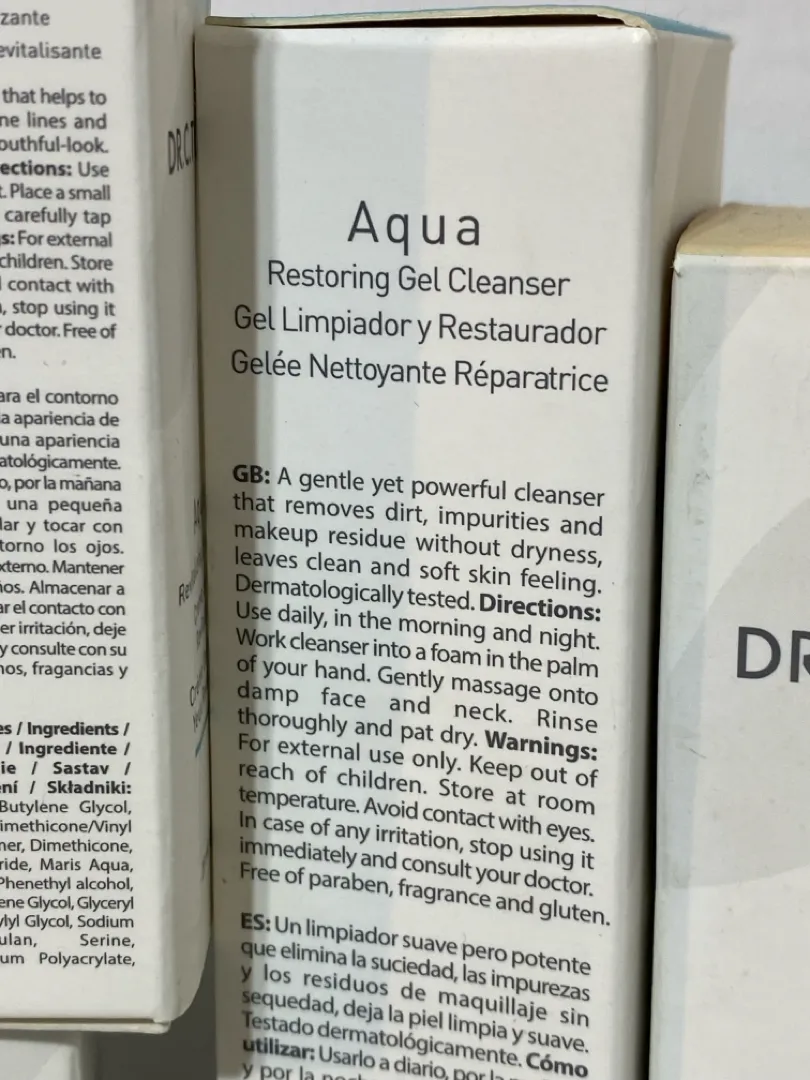 zante
evitalisante
that helps to
ne lines and
outhful-look.
ections: Use
t. Place a small
carefully tap
s: For external
children. Store
contact with
, stop using it
doctor. Free of
en.
ara el contorno
a apariencia de
una apariencia
atológicamente.
o, por la mañana
una pequeña
lar y tocar con
torno los ojos.
xterno. Mantener
ños. Almacenar a
ar el contacto con
er irritación, deje
y consulte con su
nos, fragancias y
es / Ingredients /
/ Ingrediente /
ie / Sastav /
ení / Składniki:
Butylene Glycol,
imethicone/Vinyl
mer, Dimethicone,
ride, Maris Aqua,
Phenethyl alcohol,
ene Glycol, Glyceryl
ylyl Glycol, Sodium
ulan, Serine,
um Polyacrylate,
DR.C.
Aqua
Restoring Gel Cleanser
Gel Limpiador y Restaurador
Gelée Nettoyante Réparatrice
GB: A gentle yet powerful cleanser
that removes dirt, impurities and
makeup residue without dryness,
leaves clean and soft skin feeling.
Dermatologically tested. Directions:
Use daily, in the morning and night.
Work cleanser into a foam in the palm
of your hand. Gently massage onto
damp face and neck. Rinse
thoroughly and pat dry. Warnings:
For external use only. Keep out of
reach of children. Store at room
temperature. Avoid contact with eyes.
In case of any irritation, stop using it
immediately and consult your doctor.
Free of paraben, fragrance and gluten.
ES: Un limpiador suave pero potente
que elimina la suciedad, las impurezas
y los residuos de maquillaje sin
sequedad, deja la piel limpia y suave.
Testado dermatológicamente. Cómo
utilizar: Usarlo a diario, por la
y por la
DR